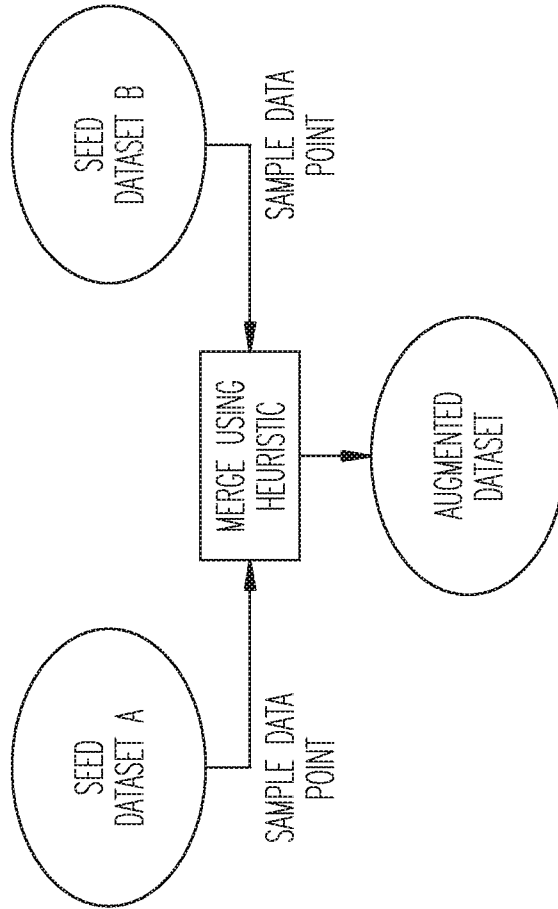 SEED
DATASET A
SAMPLE DATA
POINT
MERGE USING
HEURISTIC
SEED
DATASET B
SAMPLE DATA
POINT
AUGMENTED
DATASET